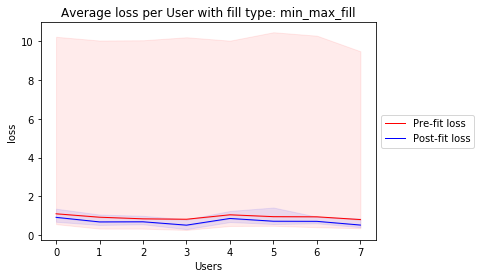 Average loss per User with fill type: min_max_fill
loss
10
8
6
4
2
0
0 1 2 3 4 5 6 7
Users
Pre-fit loss
Post-fit loss